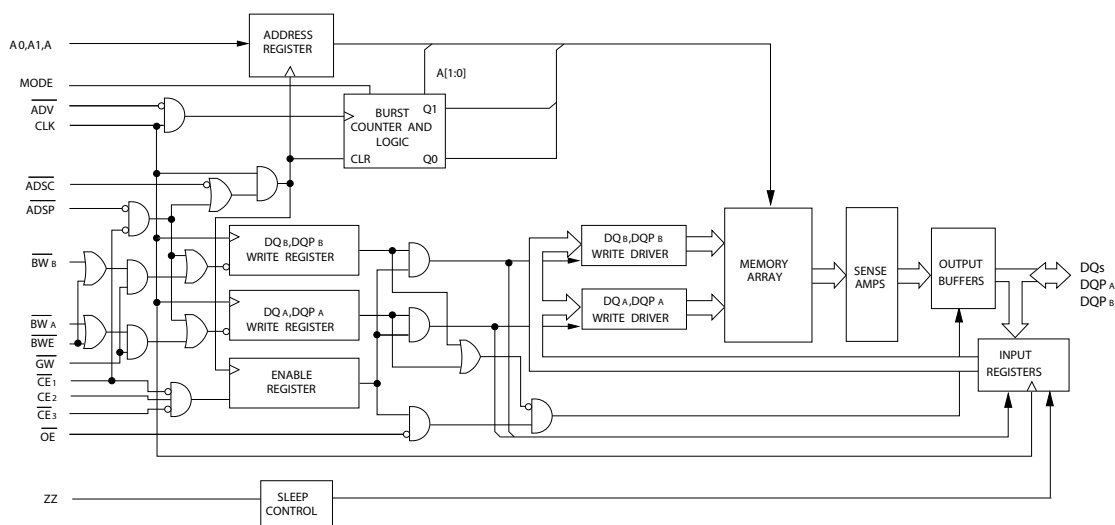 A0,A1,A
ADDRESS
REGISTER
MODE
A[1:0]
ADV
CLK
BURST
COUNTER AND
LOGIC
Q1
CLR
Q0
ADSC
ADSP
DQ B,DQP B
WRITE REGISTER
DQ B,DQP B
WRITE DRIVER
MEMORY
ARRAY
SENSE
AMPS
OUTPUT
BUFFERS
DQs
DQP A
DQP B
BW B
BW A
BWE
GW
DQ A,DQP A
WRITE REGISTER
DQ A,DQP A
WRITE DRIVER
CE1
CE2
CE3
ENABLE
REGISTER
INPUT
REGISTERS
OE
ZZ
SLEEP
CONTROL